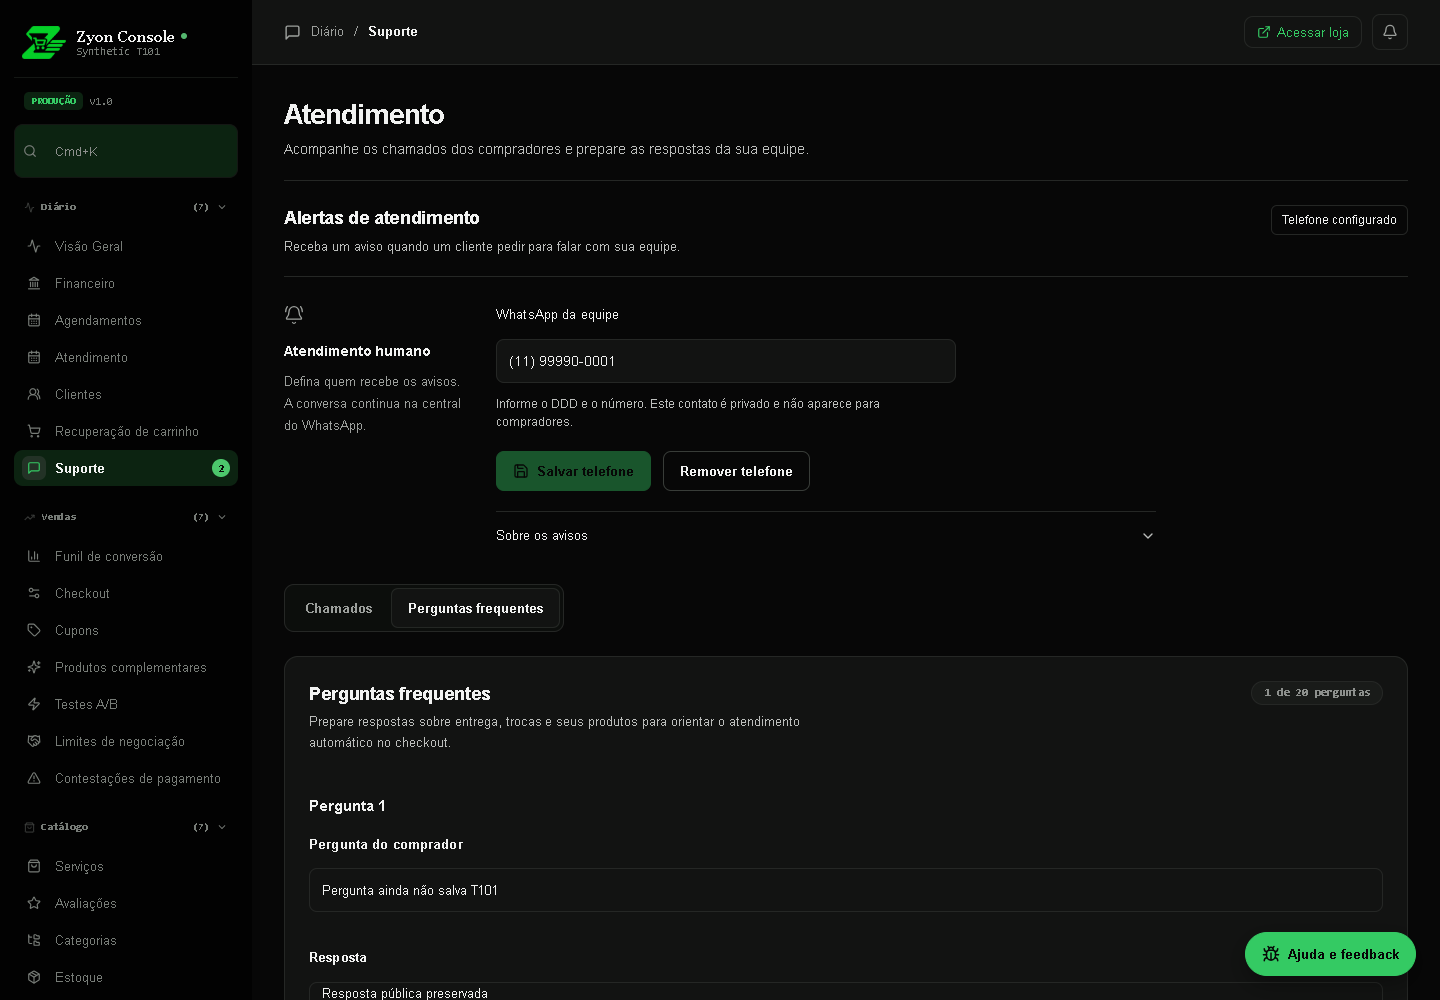 Zyon Console
Synthetic T101
PRODUÇÃO v1.0
Cmd+K
Diário (7)
Visão Geral
Financeiro
Agendamentos
Atendimento
Clientes
Recuperação de carrinho
Suporte 2
Vendas (7)
Funil de conversão
Checkout
Cupons
Produtos complementares
Testes A/B
Limites de negociação
Contestações de pagamento
Catálogo (7)
Serviços
Avaliações
Categorias
Estoque
Diário / Suporte
Acessar loja
Atendimento
Acompanhe os chamados dos compradores e prepare as respostas da sua equipe.
Alertas de atendimento
Telefone configurado
Receba um aviso quando um cliente pedir para falar com sua equipe.
Atendimento humano
Defina quem recebe os avisos.
A conversa continua na central
do WhatsApp.
WhatsApp da equipe
(11) 99990-0001
Informe o DDD e o número. Este contato é privado e não aparece para
compradores.
Salvar telefone
Remover telefone
Sobre os avisos
Chamados
Perguntas frequentes
Perguntas frequentes
1 de 20 perguntas
Prepare respostas sobre entrega, trocas e seus produtos para orientar o atendimento
automático no checkout.
Pergunta 1
Pergunta do comprador
Pergunta ainda não salva T101
Resposta
Resposta pública preservada
Ajuda e feedback